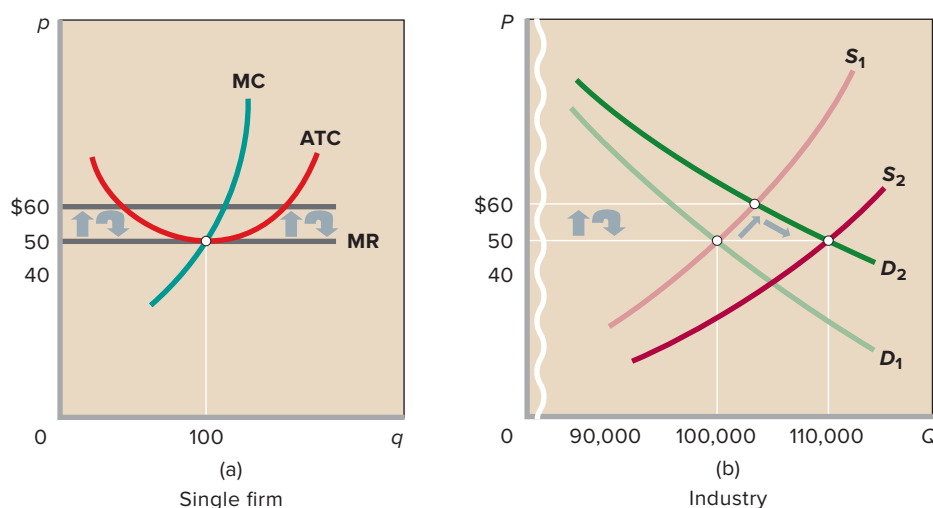 p
MC
ATC
$60
50
MR
40
0
100
q
(a)
Single firm
P
S1
S2
$60
50
40
D2
D1
0
90,000
100,000
110,000
Q
(b)
Industry